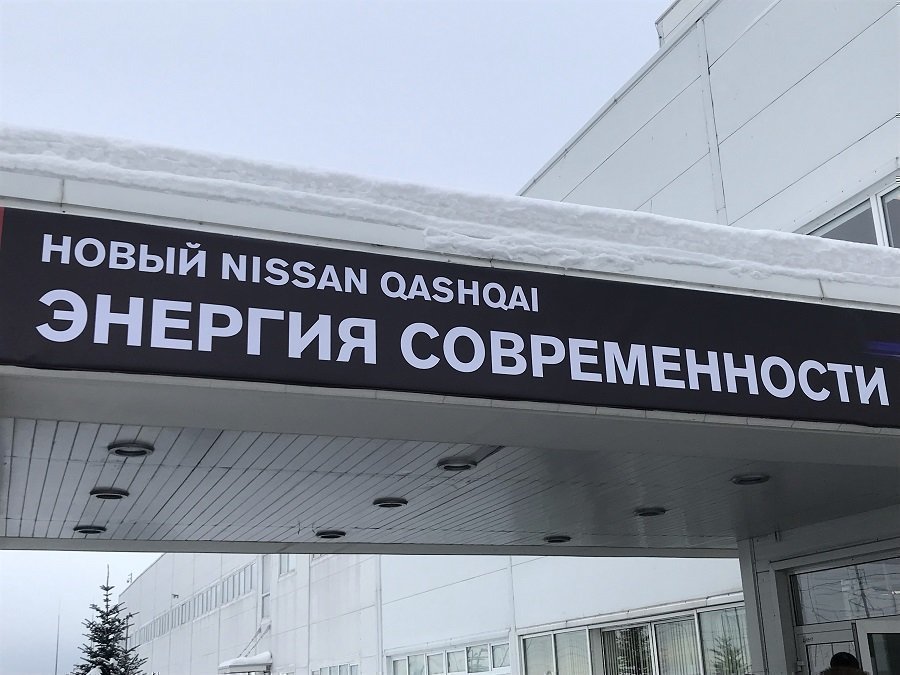 НОВЫЙ NISSAN QASHQAI
ЭНЕРГИЯ СОВРЕМЕННОСТИ